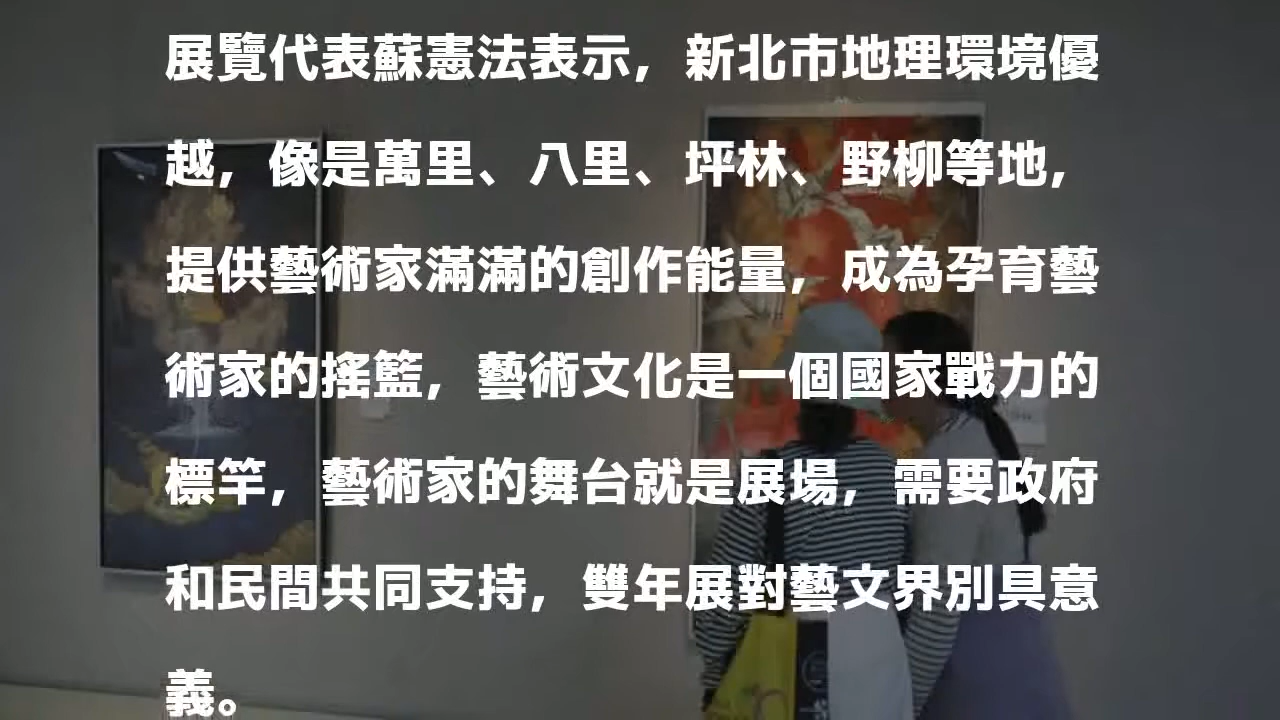 展覽代表蘇憲法表示，新北市地理環境優
越，像是萬里、八里、坪林、野柳等地，
提供藝術家滿滿的創作能量，成為孕育藝
術家的搖籃，藝術文化是一個國家戰力的
標竿，藝術家的舞台就是展場，需要政府
和民間共同支持，雙年展對藝文界別具意
義。